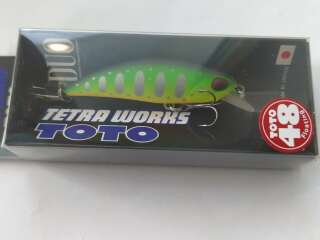 DUO
TETRA WORKS
TOTO
TOTO
48
FLOATING